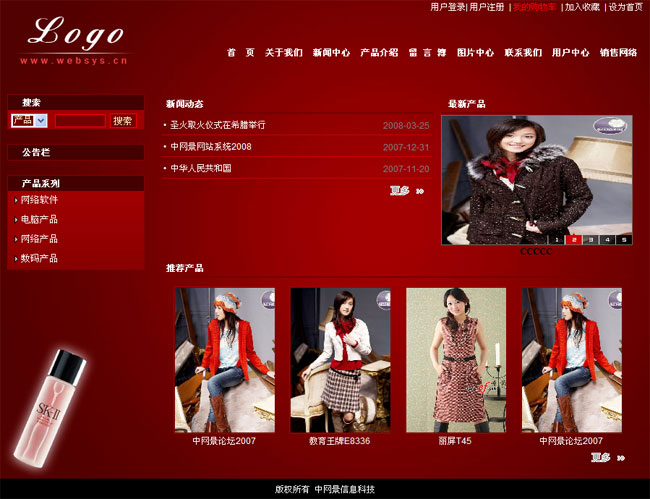 用户登录| 用户注册 | 我的购物车 | 加入收藏 | 设为首页
Logo
www.websys.cn
首 页 关于我们 新闻中心 产品介绍 留 言 簿 图片中心 联系我们 用户中心 销售网络
搜索
产品 搜索
公告栏
产品系列
网络软件
电脑产品
网络产品
数码产品
新闻动态
圣火取火仪式在希腊举行 2008-03-25
中网景网站系统2008 2007-12-31
中华人民共和国 2007-11-20
更多
最新产品
1 2 3 4 5
ccccc
推荐产品
中网景论坛2007 教育王牌E8336 丽屏T45 中网景论坛2007
更多
SK-II
版权所有 中网景信息科技